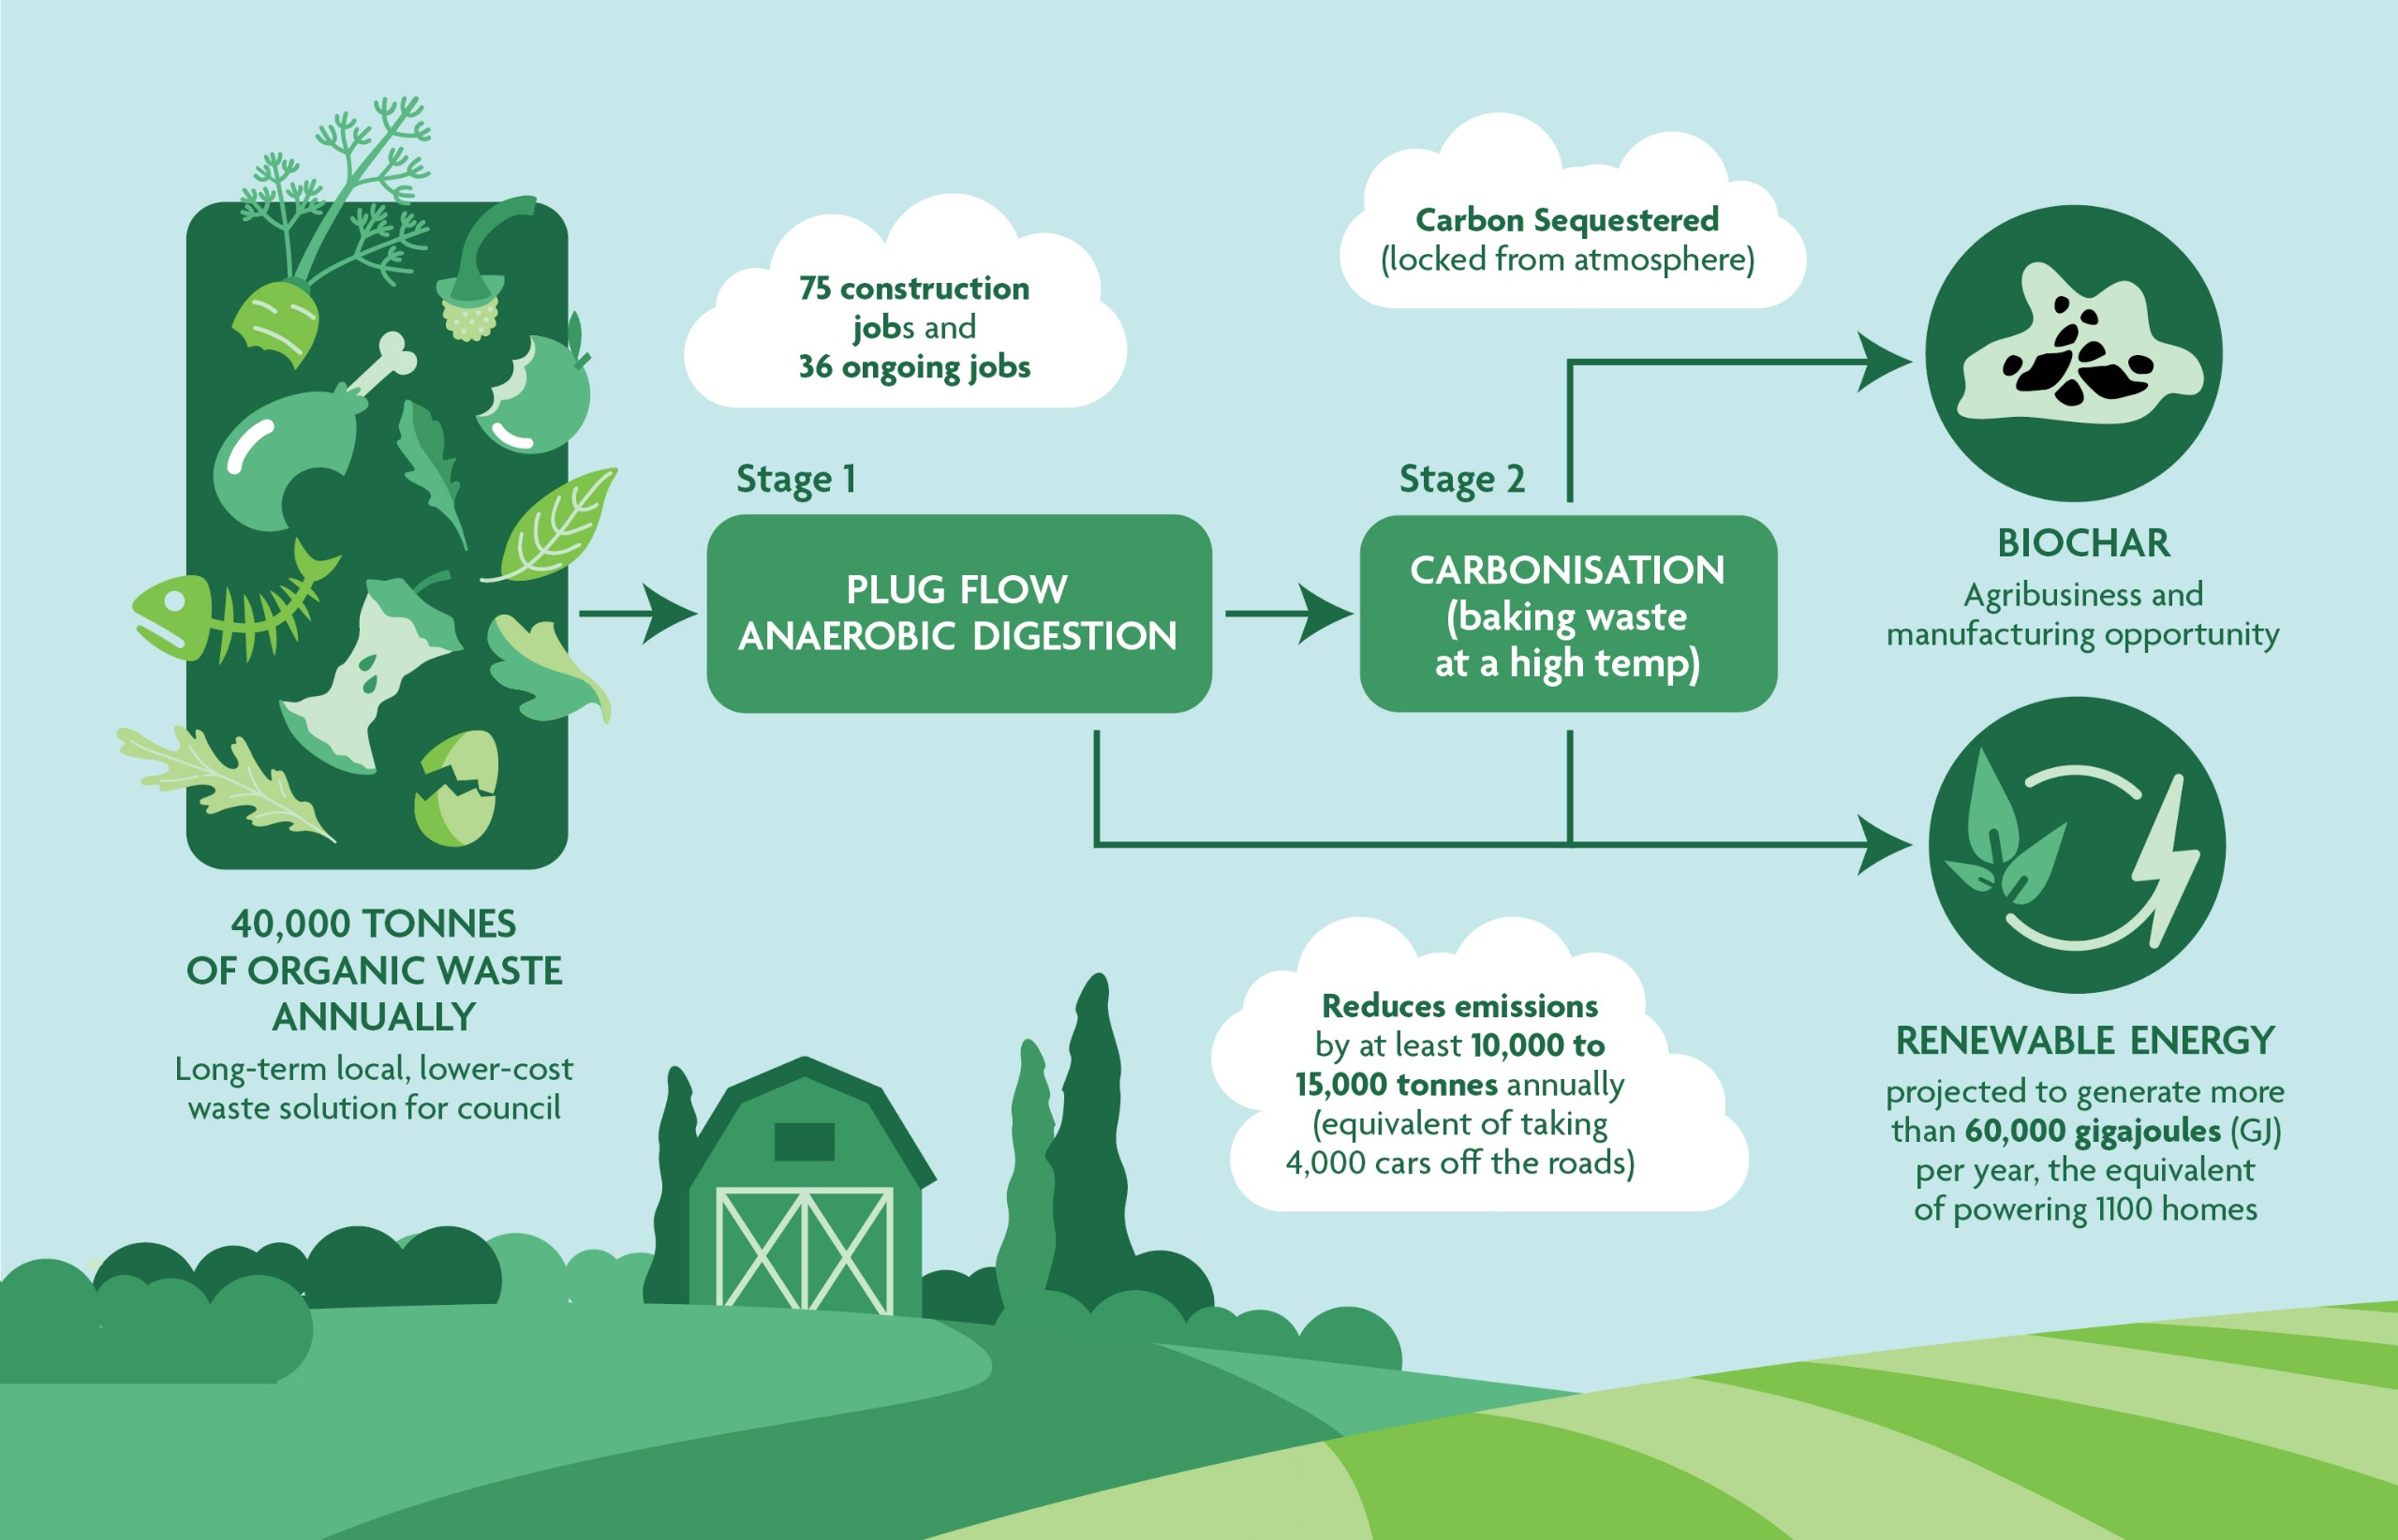 75 construction
jobs and
36 ongoing jobs
Carbon Sequestered
(locked from atmosphere)
Stage 1
PLUG FLOW
ANAEROBIC DIGESTION
Stage 2
CARBONISATION
(baking waste
at a high temp)
BIOCHAR
Agribusiness and
manufacturing opportunity
40,000 TONNES
OF ORGANIC WASTE
ANNUALLY
Long-term local, lower-cost
waste solution for council
Reduces emissions
by at least 10,000 to
15,000 tonnes annually
(equivalent of taking
4,000 cars off the roads)
RENEWABLE ENERGY
projected to generate more
than 60,000 gigajoules (GJ)
per year, the equivalent
of powering 1100 homes